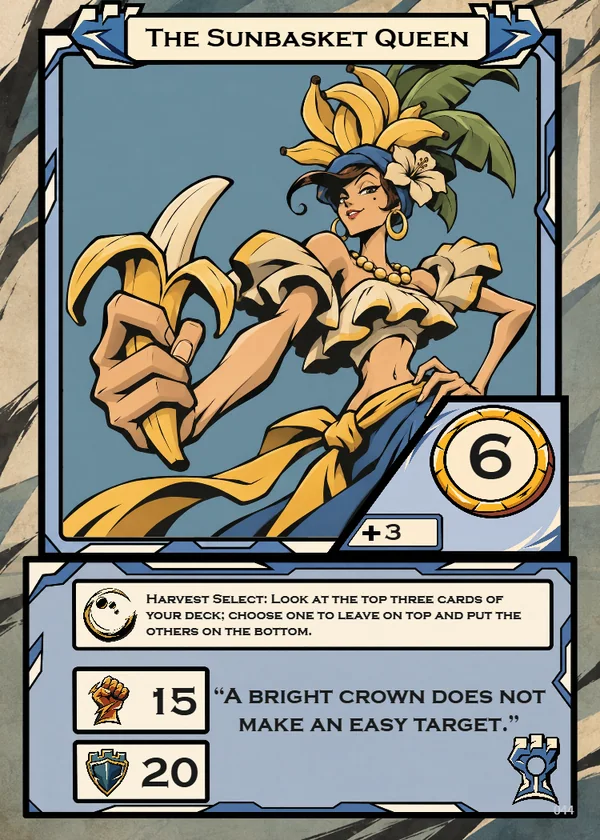 The Sunbasket Queen
6
+3
Harvest Select: Look at the top three cards of
your deck; choose one to leave on top and put the
others on the bottom.
15
“A bright crown does not
make an easy target.”
20
044